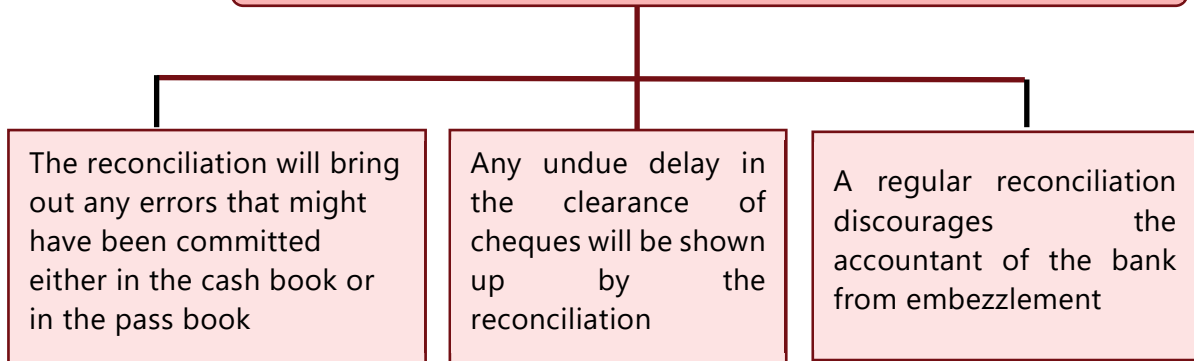 The reconciliation will bring
out any errors that might
have been committed
either in the cash book or
in the pass book
Any undue delay in
the clearance of
cheques will be shown
up by the
reconciliation
A regular reconciliation
discourages the
accountant of the bank
from embezzlement